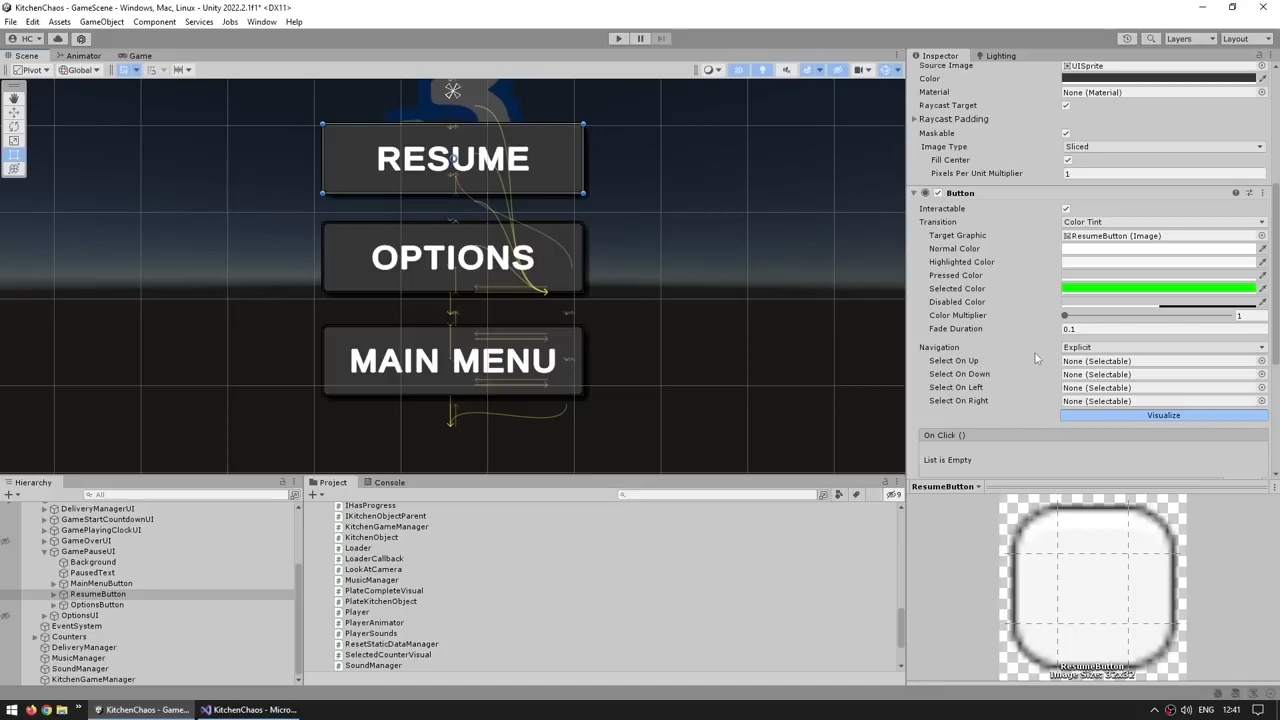 KitchenChaos - GameScene - Windows, Mac, Linux - Unity 2022.2.1f1* <DX11>
File Edit Assets GameObject Component Services Jobs Window Help
HC
Layers
Layout
Scene
Animator
Game
Pivot
Global
2D
RESUME
OPTIONS
MAIN MENU
Inspector
Lighting
Source Image
UISprite
Color
Material
None (Material)
Raycast Target
Raycast Padding
Maskable
Image Type
Sliced
Fill Center
Pixels Per Unit Multiplier
1
Button
Interactable
Transition
Color Tint
Target Graphic
ResumeButton (Image)
Normal Color
Highlighted Color
Pressed Color
Selected Color
Disabled Color
Color Multiplier
1
Fade Duration
0.1
Navigation
Explicit
Select On Up
None (Selectable)
Select On Down
None (Selectable)
Select On Left
None (Selectable)
Select On Right
None (Selectable)
Visualize
On Click ()
List is Empty
ResumeButton
ResumeButton
Image Size: 32x32
Hierarchy
All
DeliveryManagerUI
GameStartCountdownUI
GamePlayingClockUI
GameOverUI
GamePauseUI
Background
PausedText
MainMenuButton
ResumeButton
OptionsButton
OptionsUI
EventSystem
Counters
DeliveryManager
MusicManager
SoundManager
KitchenGameManager
Project
Console
9
IHasProgress
IKitchenObjectParent
KitchenGameManager
KitchenObject
Loader
LoaderCallback
LookAtCamera
MusicManager
PlateCompleteVisual
PlateKitchenObject
Player
PlayerAnimator
PlayerSounds
ResetStaticDataManager
SelectedCounterVisual
SoundManager
KitchenChaos - Game...
KitchenChaos - Micro...
ENG
12:41